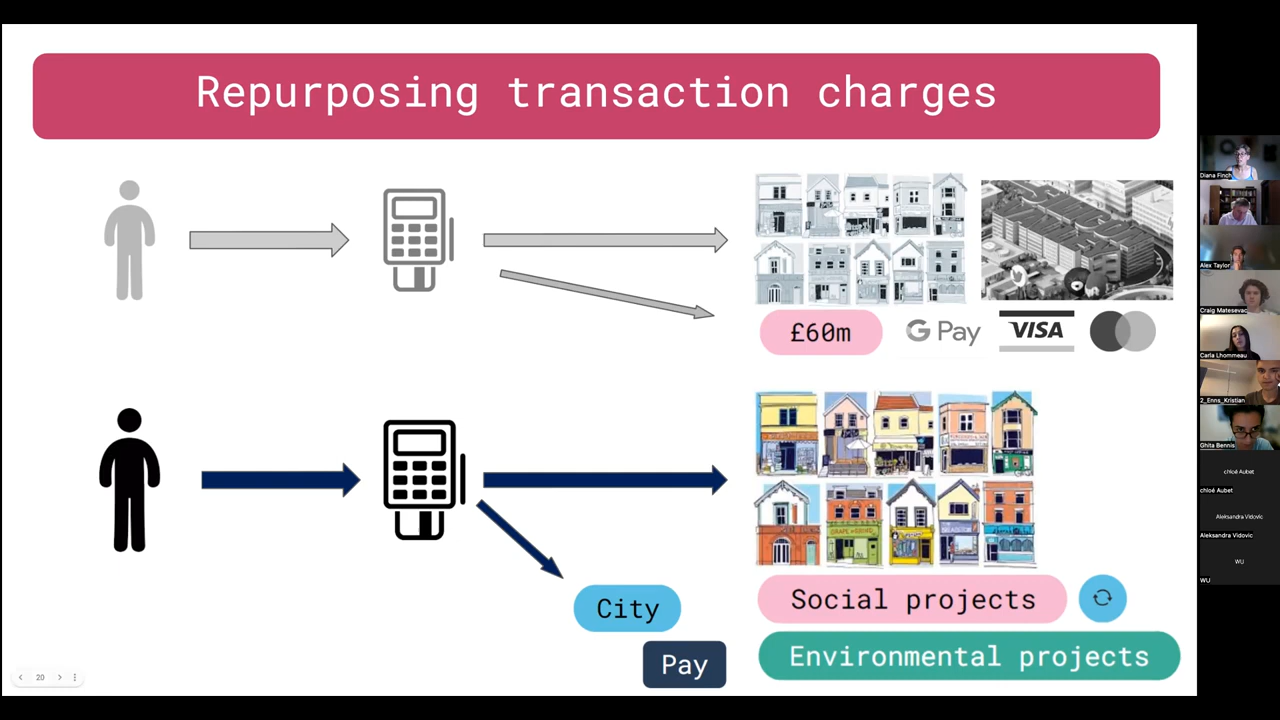 Repurposing transaction charges
£60m
G Pay
VISA
City
Pay
Social projects
Environmental projects
20
Diana Finch
Alex Taylor
Craig Matesevac
Carla Lhommeau
2_Enns_Kristian
Ghita Bennis
chloé Aubet
chloé Aubet
Aleksandra Vidovic
Aleksandra Vidovic
WU
WU